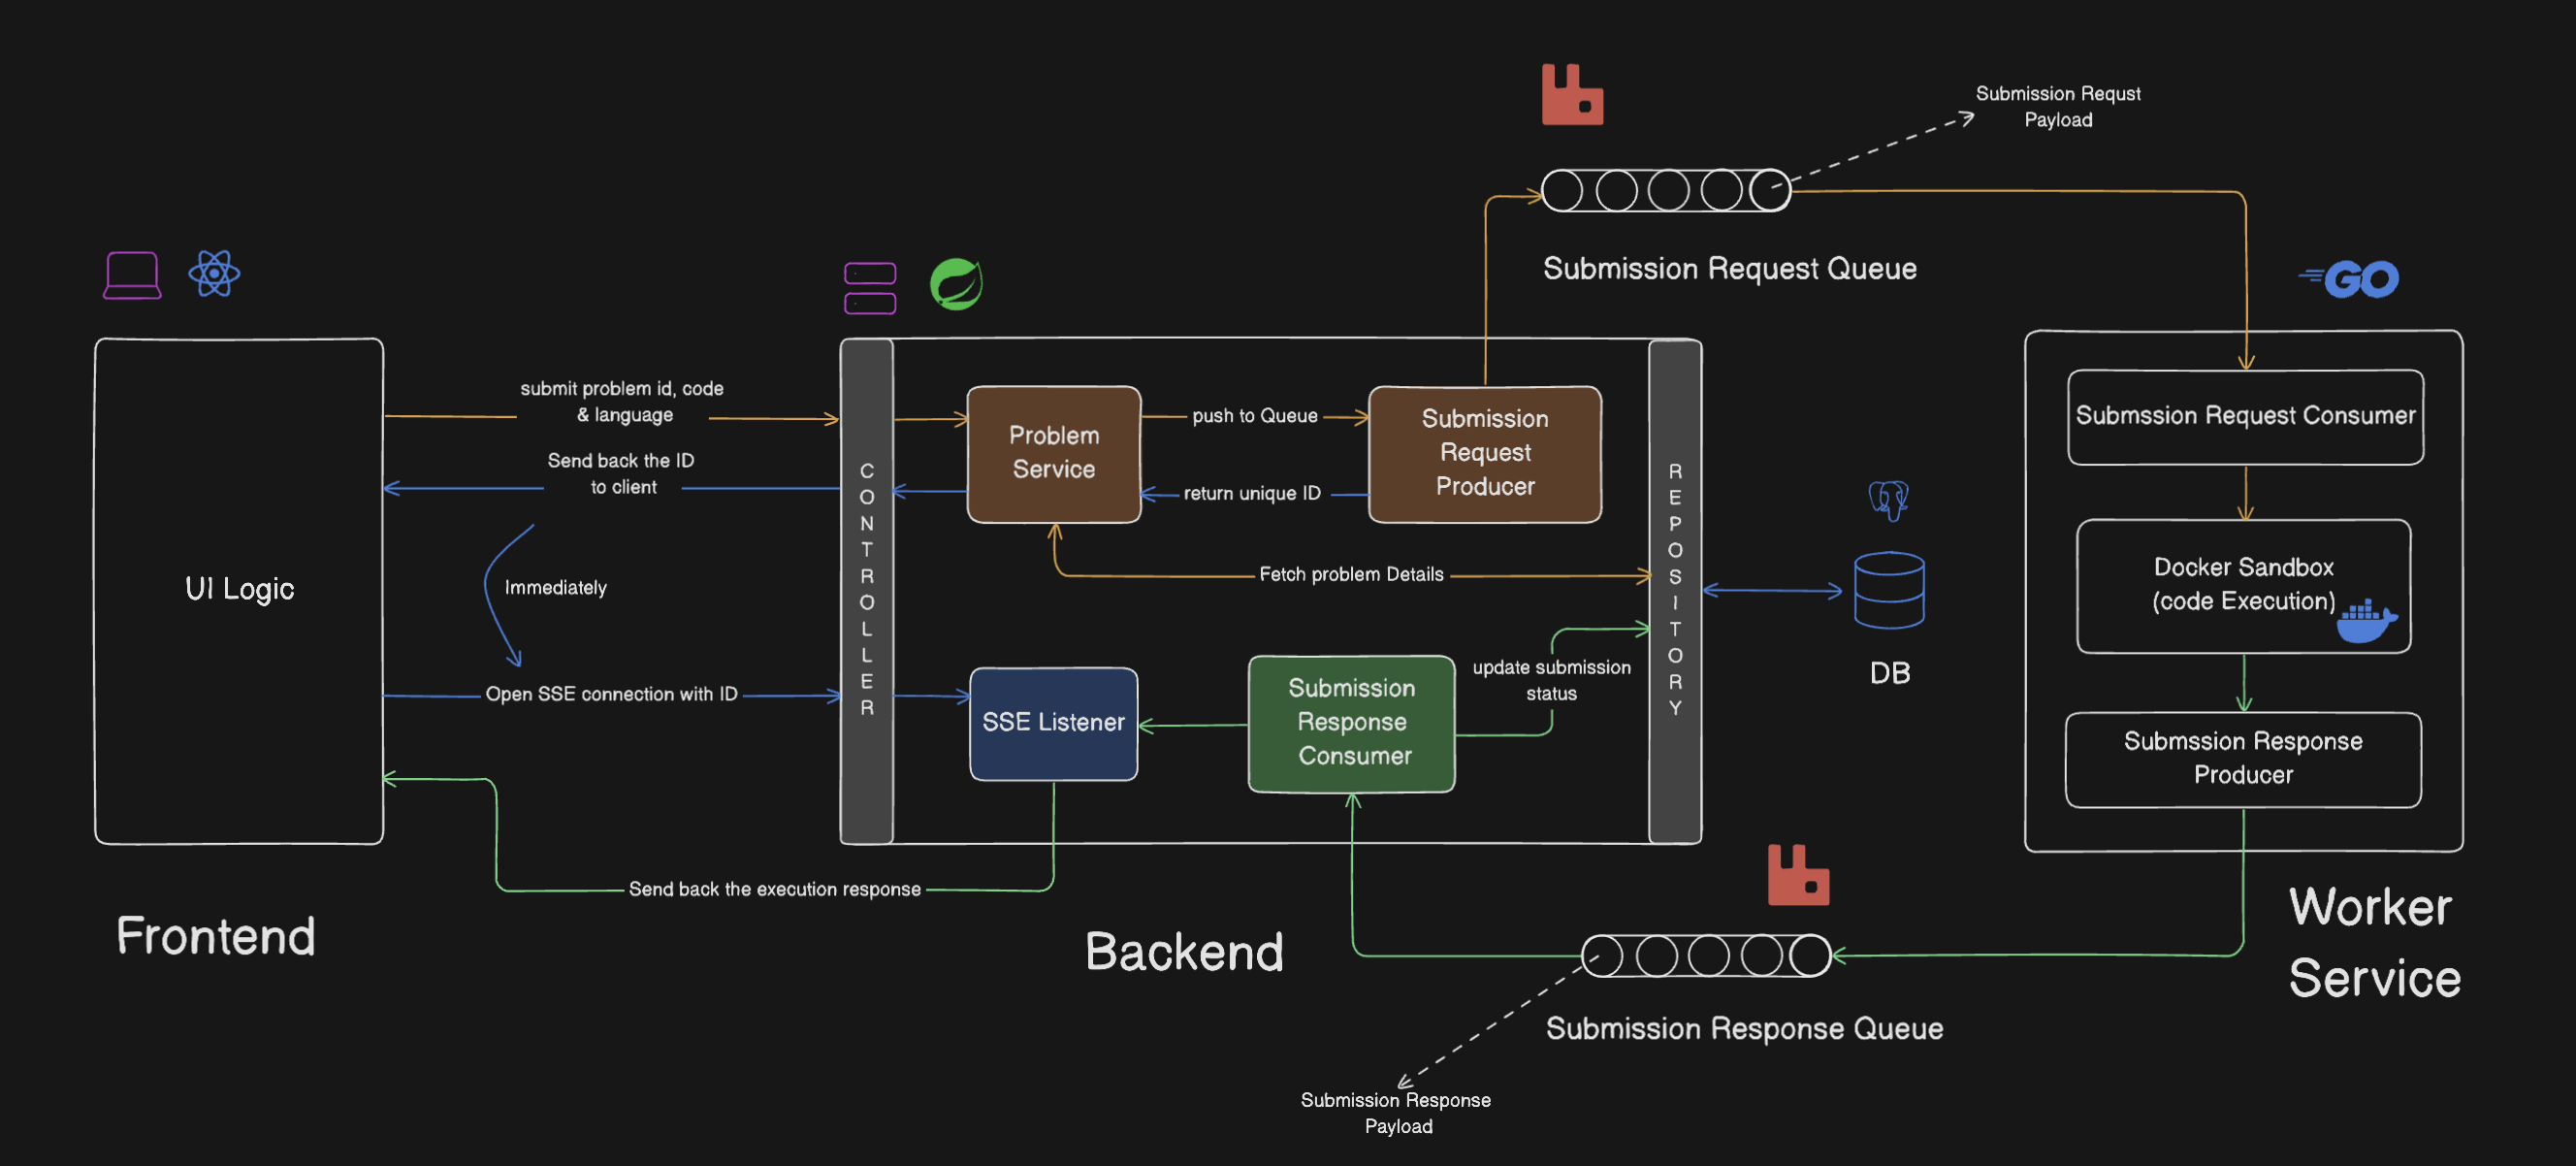 Submission Requst
Payload
Submission Request Queue
GO
submit problem id, code
& language
Send back the ID
to client
Immediately
Open SSE connection with ID
UI Logic
CONTROLLER
Problem
Service
push to Queue
return unique ID
Submission
Request
Producer
Fetch problem Details
SSE Listener
Submission
Response
Consumer
update submission
status
REPOSITORY
DB
Submssion Request Consumer
Docker Sandbox
(code Execution)
Submssion Response
Producer
Send back the execution response
Frontend
Backend
Worker
Service
Submission Response Queue
Submission Response
Payload